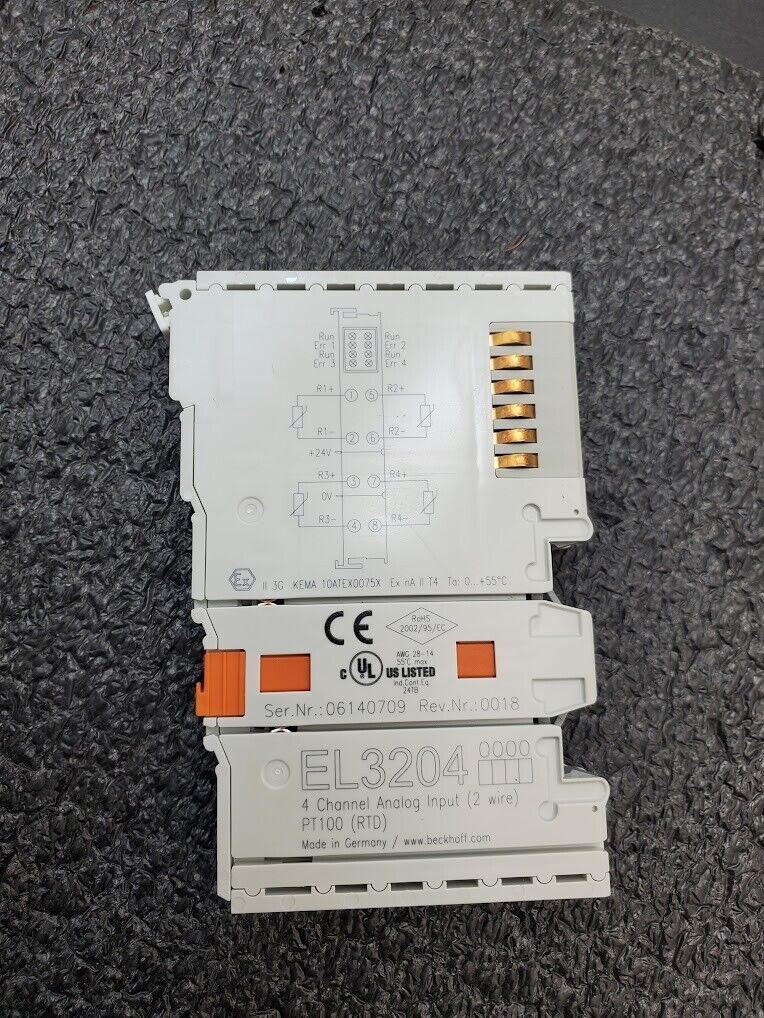 Run Run
Err 1 Err 2
Run Run
Err 3 Err 4
R1+ 1 5 R2+
R1- 2 6 R2-
+24V
R3+ 3 7 R4+
0V
R3- 4 8 R4-
Ex II 3G KEMA 10ATEX0075X Ex nA II T4 Ta: 0...+55°C
CE
RoHS
2002/95/EC
AWG 28-14
55°C max
C UL US LISTED
Ind.Cont.Eq.
24TB
Ser.Nr.:06140709 Rev.Nr.:0018
EL3204 0000
4 Channel Analog Input (2 wire)
PT100 (RTD)
Made in Germany / www.beckhoff.com